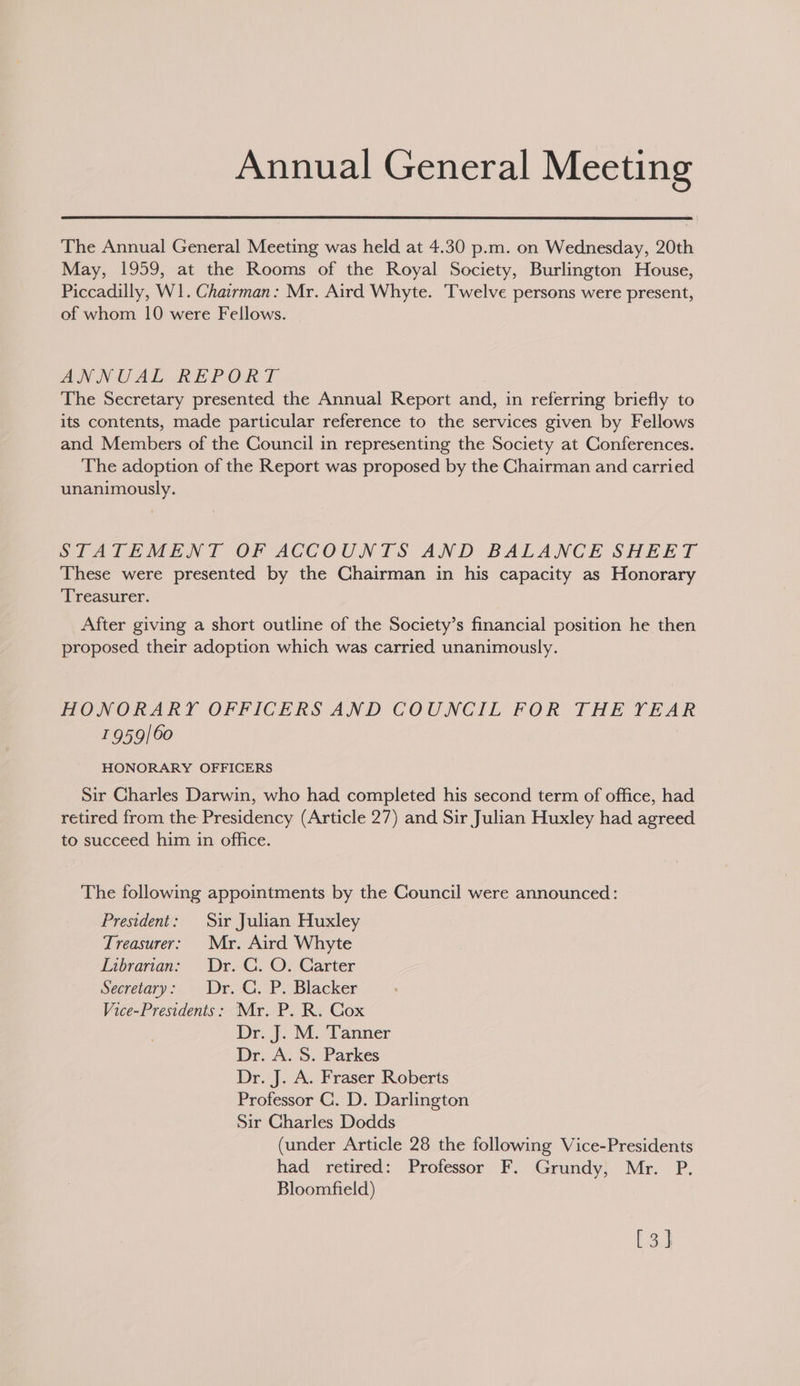 Annual General Meeting
The Annual General Meeting was held at 4.30 p.m. on Wednesday, 20th
May, 1959, at the Rooms of the Royal Society, Burlington House,
Piccadilly, W1. Chairman: Mr. Aird Whyte. Twelve persons were present,
of whom 10 were Fellows.
ANNUAL REPORT
The Secretary presented the Annual Report and, in referring briefly to
its contents, made particular reference to the services given by Fellows
and Members of the Council in representing the Society at Conferences.
The adoption of the Report was proposed by the Chairman and carried
unanimously.
STATEMENT OF ACCOUNTS AND BALANCE SHEET
These were presented by the Chairman in his capacity as Honorary
Treasurer.
After giving a short outline of the Society's financial position he then
proposed their adoption which was carried unanimously.
HONORARY OFFICERS AND COUNCIL FOR THE YEAR
1959/60
HONORARY OFFICERS
Sir Charles Darwin, who had completed his second term of office, had
retired from the Presidency (Article 27) and Sir Julian Huxley had agreed
to succeed him in office.
The following appointments by the Council were announced:
President: Sir Julian Huxley
Treasurer: Mr. Aird Whyte
Librarian: Dr. C. O. Carter
Secretary: Dr. C. P. Blacker
Vice-Presidents: Mr. P. R. Cox
Dr. J. M. Tanner
Dr. A. S. Parkes
Dr. J. A. Fraser Roberts
Professor C. D. Darlington
Sir Charles Dodds
(under Article 28 the following Vice-Presidents
had retired: Professor F. Grundy, Mr. P.
Bloomfield)
[3]